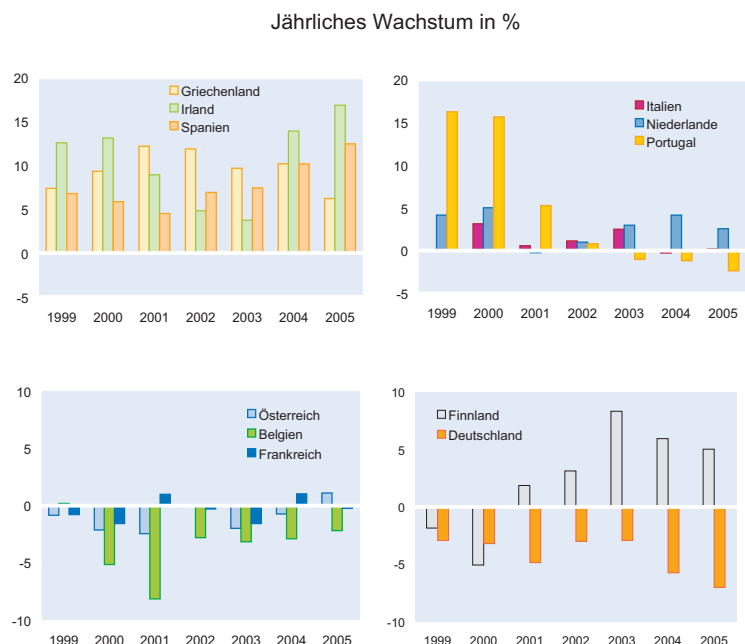 Jährliches Wachstum in %
20
15
10
5
0
-5
Griechenland
Irland
Spanien
1999 2000 2001 2002 2003 2004 2005
20
15
10
5
0
-5
Italien
Niederlande
Portugal
1999 2000 2001 2002 2003 2004 2005
10
5
0
-5
-10
Österreich
Belgien
Frankreich
1999 2000 2001 2002 2003 2004 2005
10
5
0
-5
-10
Finnland
Deutschland
1999 2000 2001 2002 2003 2004 2005